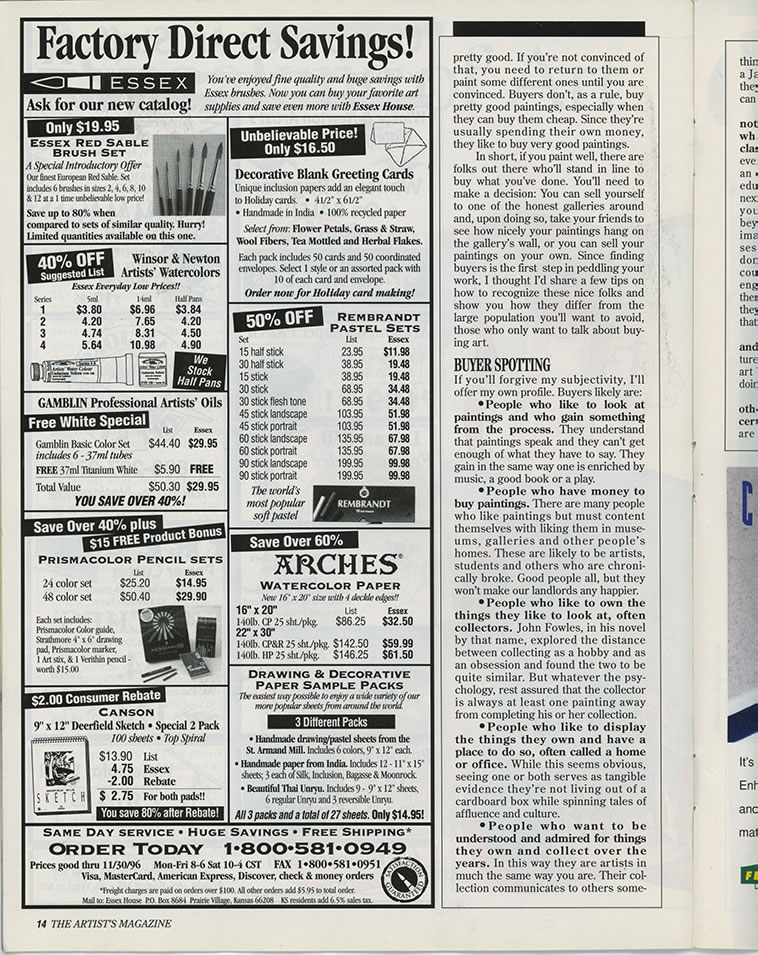 Factory Direct Savings!
ESSEX
Ask for our new catalog!
You've enjoyed fine quality and huge savings with
Essex brushes. Now you can buy your favorite art
supplies and save even more with Essex House.
Only $19.95
ESSEX RED SABLE
BRUSH SET
A Special Introductory Offer
Our finest European Red Sable. Set
includes 6 brushes in sizes 2, 4, 6, 8, 10
& 12 at a 1 time unbelievable low price!
Save up to 80% when
compared to sets of similar quality. Hurry!
Limited quantities available on this one.
40% OFF
Suggested List
Winsor & Newton
Artists' Watercolors
Essex Everyday Low Prices!!
Series 5ml 14ml Half Pans
1 $3.80 $6.96 $3.84
2 4.20 7.65 4.20
3 4.74 8.31 4.50
4 5.64 10.98 4.90
We
Stock
Half Pans
GAMBLIN Professional Artists' Oils
Free White Special
List Essex
Gamblin Basic Color Set $44.40 $29.95
includes 6 - 37ml tubes
FREE 37ml Titanium White $5.90 FREE
Total Value $50.30 $29.95
YOU SAVE OVER 40%!
Save Over 40% plus
$15 FREE Product Bonus
PRISMACOLOR PENCIL SETS
List Essex
24 color set $25.20 $14.95
48 color set $50.40 $29.90
Each set includes:
Prismacolor Color guide,
Strathmore 4" x 6" drawing
pad, Prismacolor marker,
1 Art stix, & 1 Verithin pencil -
worth $15.00
$2.00 Consumer Rebate
CANSON
9" x 12" Deerfield Sketch • Special 2 Pack
100 sheets • Top Spiral
SKETCH
$13.90 List
4.75 Essex
-2.00 Rebate
$ 2.75 For both pads!!
You save 80% after Rebate!
Unbelievable Price!
Only $16.50
Decorative Blank Greeting Cards
Unique inclusion papers add an elegant touch
to Holiday cards. • 41/2" x 61/2"
• Handmade in India • 100% recycled paper
Select from: Flower Petals, Grass & Straw,
Wool Fibers, Tea Mottled and Herbal Flakes.
Each pack includes 50 cards and 50 coordinated
envelopes. Select 1 style or an assorted pack with
10 of each card and envelope.
Order now for Holiday card making!
50% OFF
REMBRANDT
PASTEL SETS
Set List Essex
15 half stick 23.95 $11.98
30 half stick 38.95 19.48
15 stick 38.95 19.48
30 stick 68.95 34.48
30 stick flesh tone 68.95 34.48
45 stick landscape 103.95 51.98
45 stick portrait 103.95 51.98
60 stick landscape 135.95 67.98
60 stick portrait 135.95 67.98
90 stick landscape 199.95 99.98
90 stick portrait 199.95 99.98
The world's
most popular
soft pastel
REMBRANDT
Save Over 60%
ARCHES®
WATERCOLOR PAPER
New 16" x 20" size with 4 deckle edges!!
16" x 20" List Essex
140lb. CP 25 sht./pkg. $86.25 $32.50
22" x 30"
140lb. CP&R 25 sht./pkg. $142.50 $59.99
140lb. HP 25 sht./pkg. $146.25 $61.50
DRAWING & DECORATIVE
PAPER SAMPLE PACKS
The easiest way possible to enjoy a wide variety of our
more popular sheets from around the world.
3 Different Packs
• Handmade drawing/pastel sheets from the
St. Armand Mill. Includes 6 colors, 9" x 12" each.
• Handmade paper from India. Includes 12 - 11" x 15"
sheets; 3 each of Silk, Inclusion, Bagasse & Moonrock.
• Beautiful Thai Unryu. Includes 9 - 9" x 12" sheets,
6 regular Unryu and 3 reversible Unryu.
All 3 packs and a total of 27 sheets. Only $14.95!
SAME DAY SERVICE • HUGE SAVINGS • FREE SHIPPING*
ORDER TODAY 1•800•581•0949
Prices good thru 11/30/96 Mon-Fri 8-6 Sat 10-4 CST FAX 1•800•581•0951
Visa, MasterCard, American Express, Discover, check & money orders
*Freight charges are paid on orders over $100. All other orders add $5.95 to total order.
Mail to: Essex House P.O. Box 8684 Prairie Village, Kansas 66208 KS residents add 6.5% sales tax.
SATISFACTION
GUARANTEED
14 THE ARTIST'S MAGAZINE
pretty good. If you're not convinced of
that, you need to return to them or
paint some different ones until you are
convinced. Buyers don't, as a rule, buy
pretty good paintings, especially when
they can buy them cheap. Since they're
usually spending their own money,
they like to buy very good paintings.
In short, if you paint well, there are
folks out there who'll stand in line to
buy what you've done. You'll need to
make a decision: You can sell yourself
to one of the honest galleries around
and, upon doing so, take your friends to
see how nicely your paintings hang on
the gallery's wall, or you can sell your
paintings on your own. Since finding
buyers is the first step in peddling your
work, I thought I'd share a few tips on
how to recognize these nice folks and
show you how they differ from the
large population you'll want to avoid,
those who only want to talk about buy-
ing art.
BUYER SPOTTING
If you'll forgive my subjectivity, I'll
offer my own profile. Buyers likely are:
•People who like to look at
paintings and who gain something
from the process. They understand
that paintings speak and they can't get
enough of what they have to say. They
gain in the same way one is enriched by
music, a good book or a play.
•People who have money to
buy paintings. There are many people
who like paintings but must content
themselves with liking them in muse-
ums, galleries and other people's
homes. These are likely to be artists,
students and others who are chroni-
cally broke. Good people all, but they
won't make our landlords any happier.
•People who like to own the
things they like to look at, often
collectors. John Fowles, in his novel
by that name, explored the distance
between collecting as a hobby and as
an obsession and found the two to be
quite similar. But whatever the psy-
chology, rest assured that the collector
is always at least one painting away
from completing his or her collection.
•People who like to display
the things they own and have a
place to do so, often called a home
or office. While this seems obvious,
seeing one or both serves as tangible
evidence they're not living out of a
cardboard box while spinning tales of
affluence and culture.
•People who want to be
understood and admired for things
they own and collect over the
years. In this way they are artists in
much the same way you are. Their col-
lection communicates to others some-